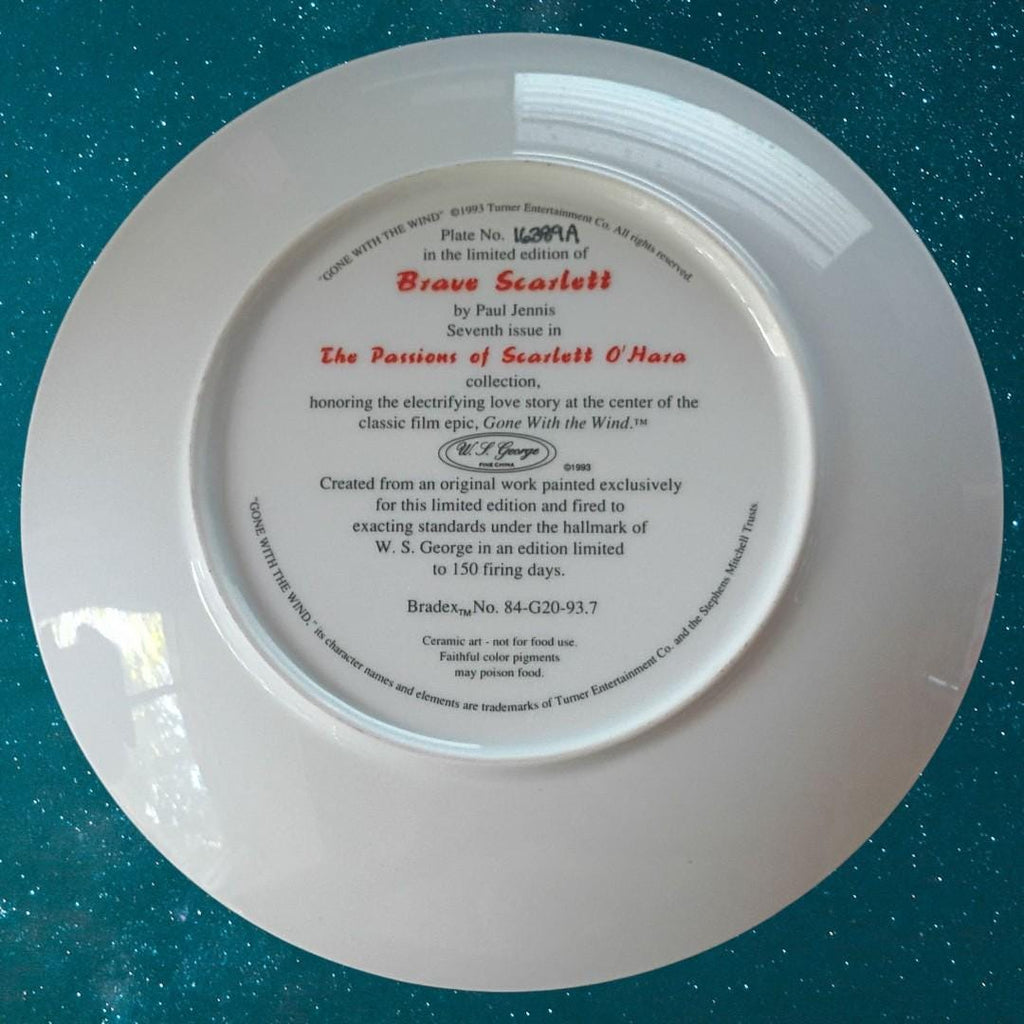 "GONE WITH THE WIND" ©1993 Turner Entertainment Co. All rights reserved.
Plate No. 16389A
in the limited edition of
Brave Scarlett
by Paul Jennis
Seventh issue in
The Passions of Scarlett O'Hara
collection,
honoring the electrifying love story at the center of the
classic film epic, Gone With the Wind.™
W. S. George
FINE CHINA
©1993
Created from an original work painted exclusively
for this limited edition and fired to
exacting standards under the hallmark of
W. S. George in an edition limited
to 150 firing days.
Bradex™ No. 84-G20-93.7
Ceramic art - not for food use.
Faithful color pigments
may poison food.
"GONE WITH THE WIND," its character names and elements are trademarks of Turner Entertainment Co. and the Stephens Mitchell Trusts